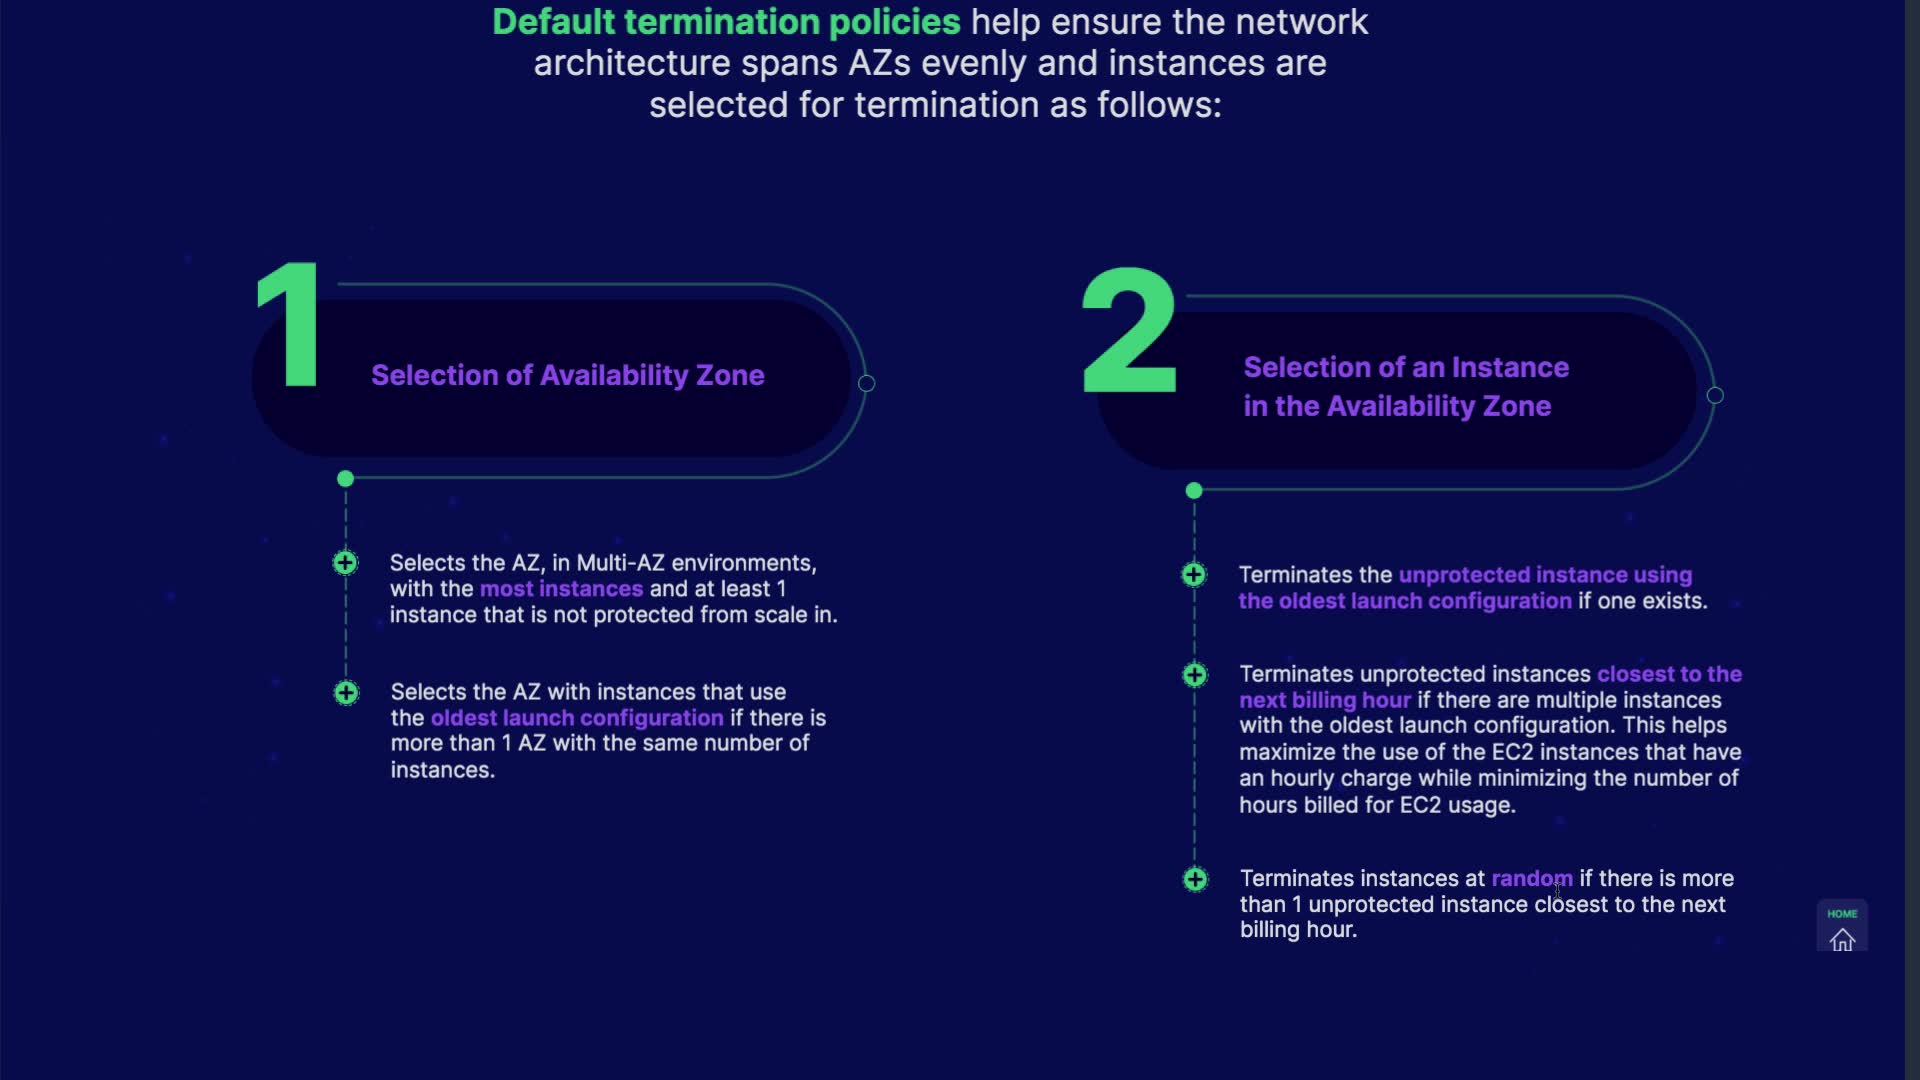 Default termination policies help ensure the network
architecture spans AZs evenly and instances are
selected for termination as follows:
1
Selection of Availability Zone
Selects the AZ, in Multi-AZ environments,
with the most instances and at least 1
instance that is not protected from scale in.
Selects the AZ with instances that use
the oldest launch configuration if there is
more than 1 AZ with the same number of
instances.
2
Selection of an Instance
in the Availability Zone
Terminates the unprotected instance using
the oldest launch configuration if one exists.
Terminates unprotected instances closest to the
next billing hour if there are multiple instances
with the oldest launch configuration. This helps
maximize the use of the EC2 instances that have
an hourly charge while minimizing the number of
hours billed for EC2 usage.
Terminates instances at random if there is more
than 1 unprotected instance closest to the next
billing hour.
HOME